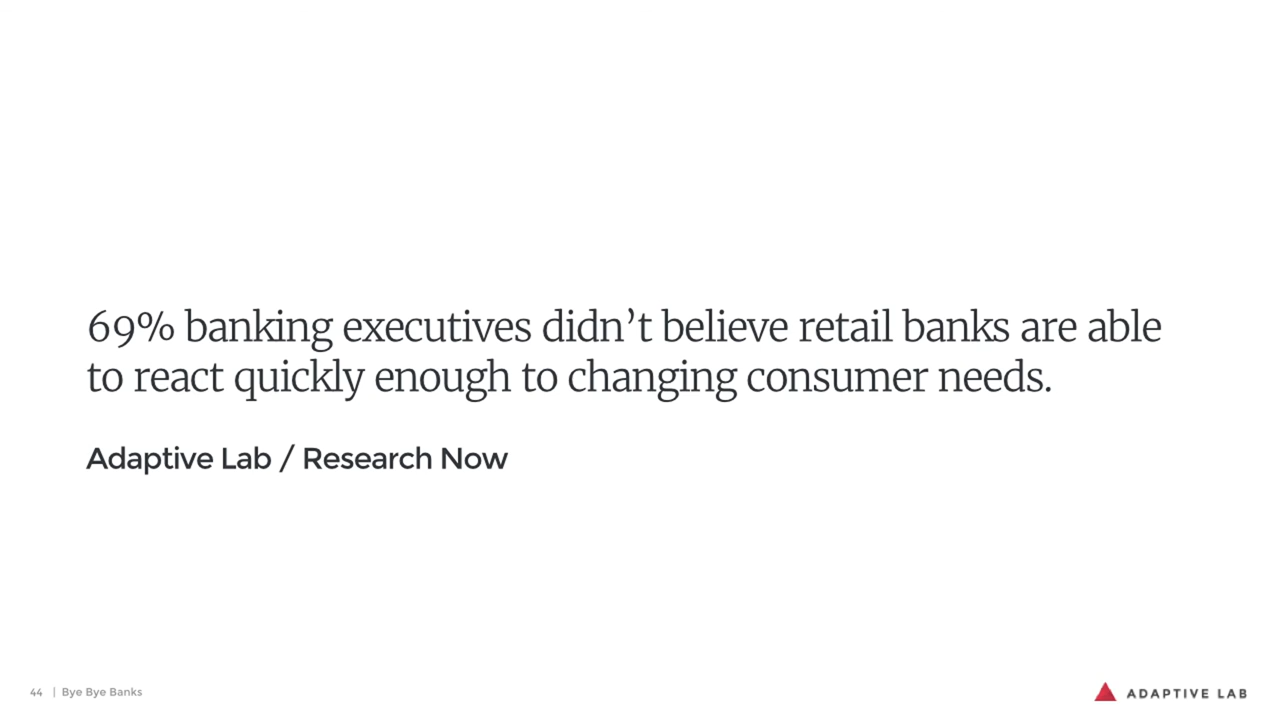 69% banking executives didn’t believe retail banks are able
to react quickly enough to changing consumer needs.
Adaptive Lab / Research Now
44 | Bye Bye Banks
ADAPTIVE LAB